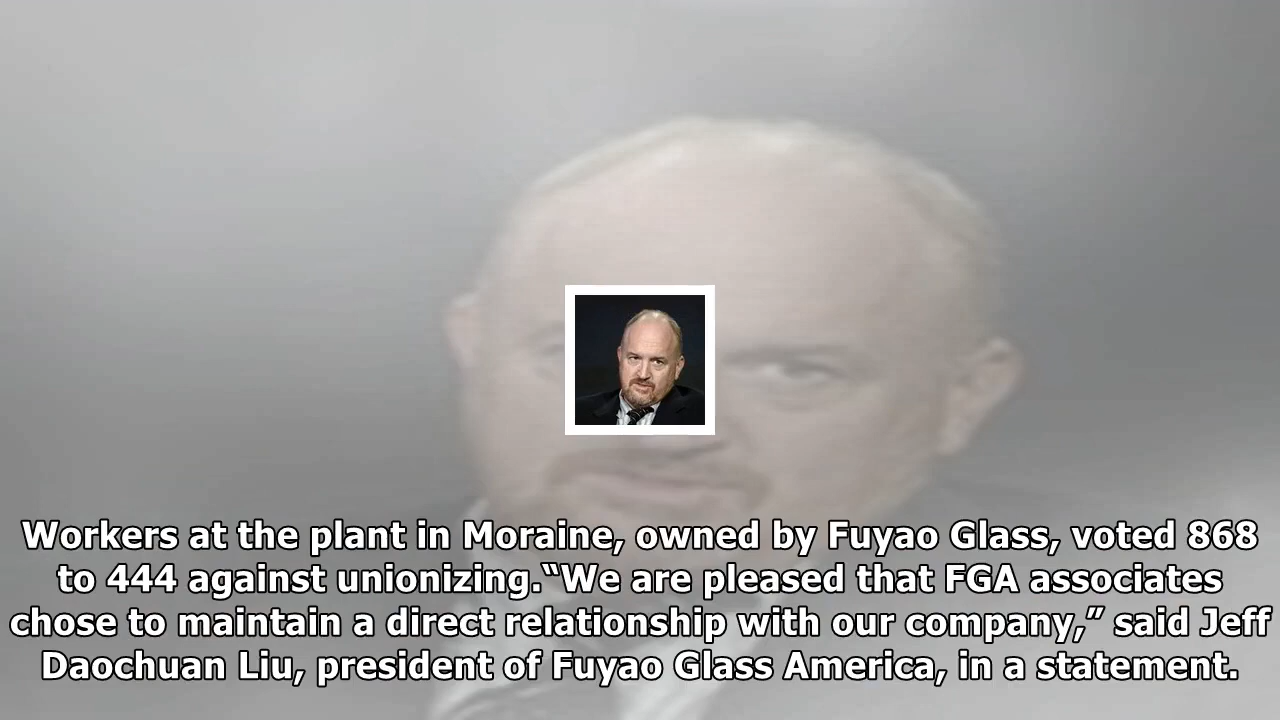 Workers at the plant in Moraine, owned by Fuyao Glass, voted 868
to 444 against unionizing.“We are pleased that FGA associates
chose to maintain a direct relationship with our company,” said Jeff
Daochuan Liu, president of Fuyao Glass America, in a statement.